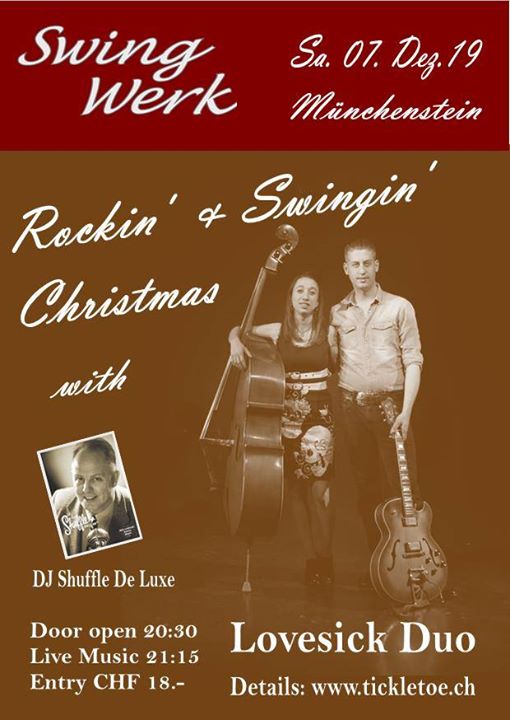 Swing
Werk
Sa. 07. Dez. 19
Münchenstein
Rockin' & Swingin'
Christmas
with
Shuffle
DJ Shuffle De Luxe
Door open 20:30
Live Music 21:15
Entry CHF 18.-
Lovesick Duo
Details: www.tickletoe.ch